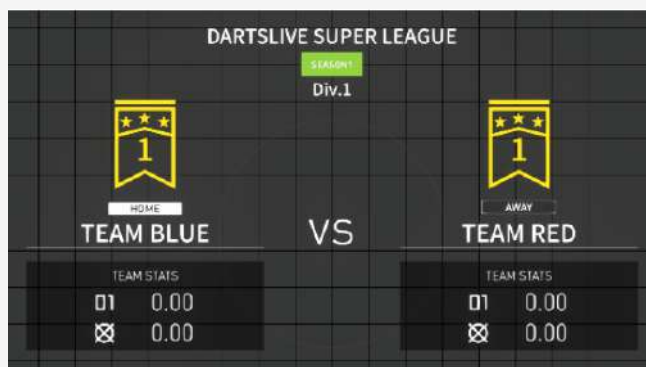 DARTSLIVE SUPER LEAGUE
SEASON1
Div.1
1
HOME
TEAM BLUE
TEAM STATS
01 0.00
0.00
VS
1
AWAY
TEAM RED
TEAM STATS
01 0.00
0.00